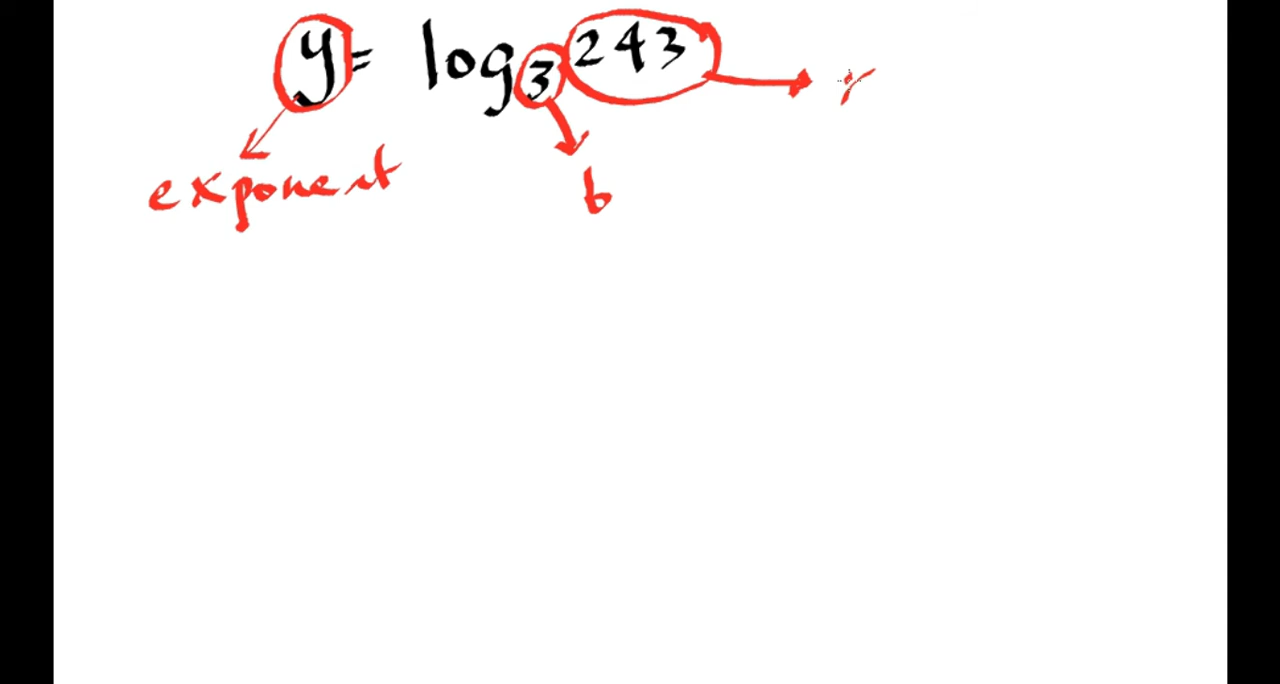 y = log₃ 243
exponent
b